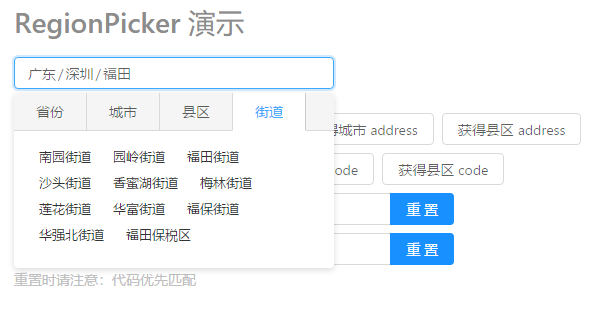 RegionPicker 演示
广东/深圳/福田
省份 城市 县区 街道
南园街道 园岭街道 福田街道
得城市 address 获得县区 address
沙头街道 香蜜湖街道 梅林街道
code 获得县区 code
莲花街道 华富街道 福保街道
重 置
华强北街道 福田保税区
重 置
重置时请注意：代码优先匹配